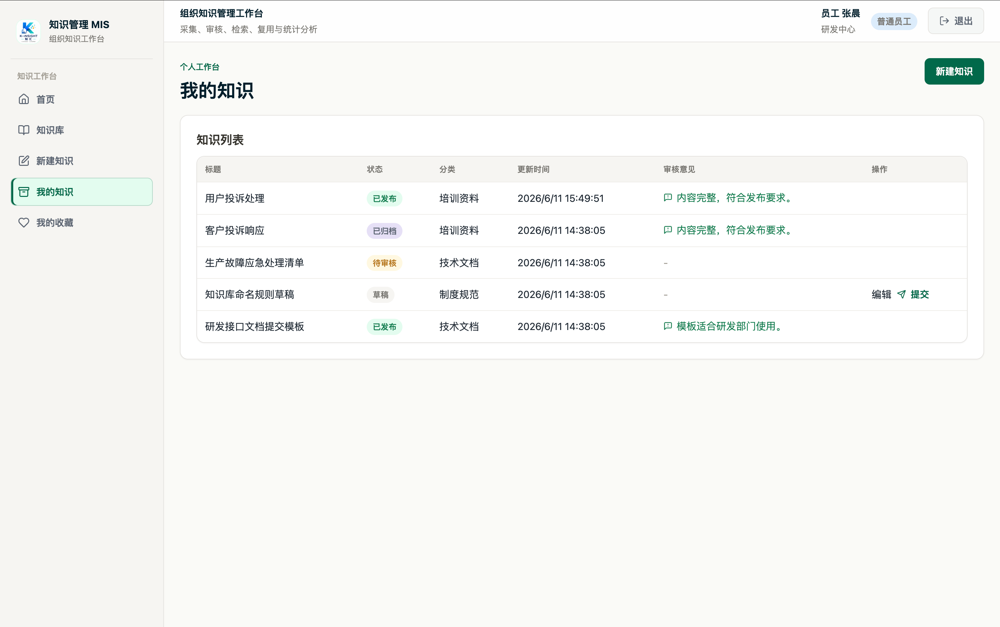 K-INSIGHT
知汇
知识管理 MIS
组织知识工作台
知识工作台
首页
知识库
新建知识
我的知识
我的收藏
组织知识管理工作台
采集、审核、检索、复用与统计分析
员工 张晨
研发中心
普通员工
退出
个人工作台
我的知识
新建知识
知识列表
标题 状态 分类 更新时间 审核意见 操作
用户投诉处理 已发布 培训资料 2026/6/11 15:49:51 内容完整，符合发布要求。
客户投诉响应 已归档 培训资料 2026/6/11 14:38:05 内容完整，符合发布要求。
生产故障应急处理清单 待审核 技术文档 2026/6/11 14:38:05 -
知识库命名规则草稿 草稿 制度规范 2026/6/11 14:38:05 - 编辑 提交
研发接口文档提交模板 已发布 技术文档 2026/6/11 14:38:05 模板适合研发部门使用。